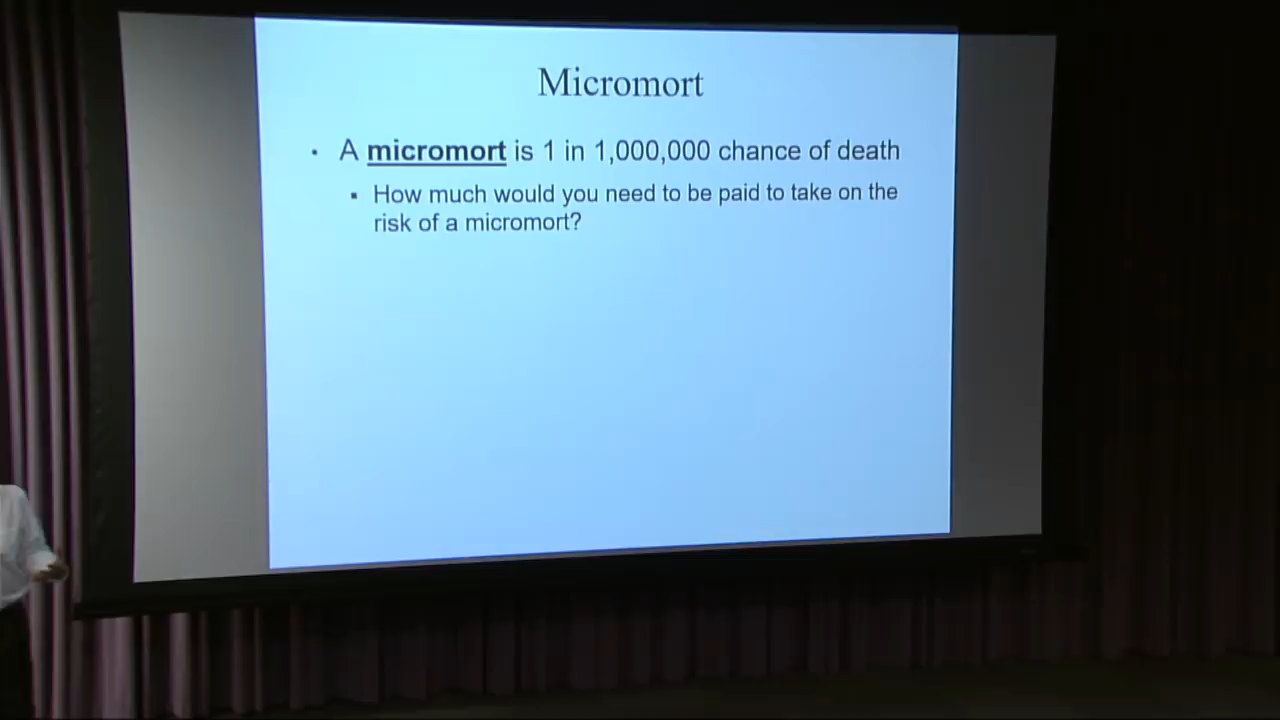 Micromort
• A micromort is 1 in 1,000,000 chance of death
▪ How much would you need to be paid to take on the
risk of a micromort?